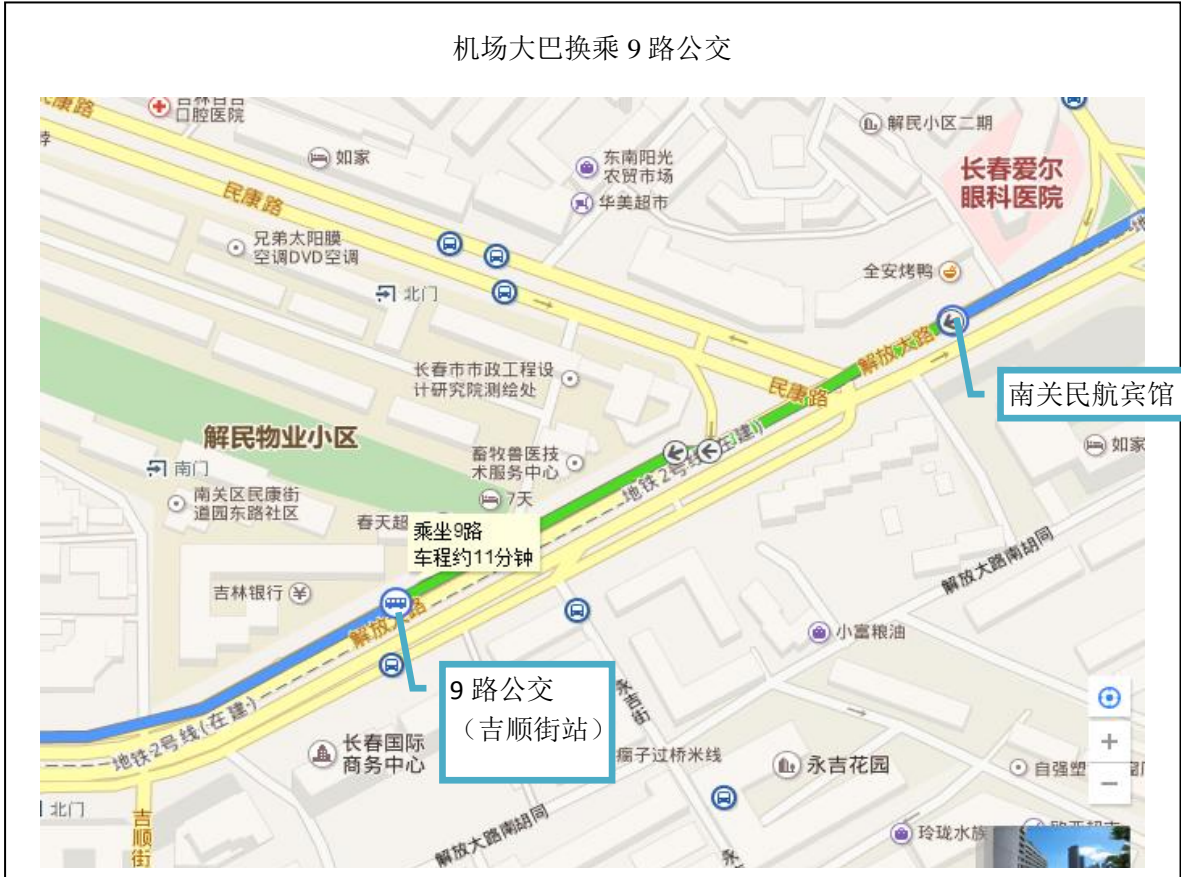 机场大巴换乘 9 路公交
民康路
口腔医院
如家
解民小区二期
东南阳光
农贸市场
华美超市
长春爱尔
眼科医院
民康路
兄弟太阳膜
空调DVD空调
北门
全安烤鸭
解放大路
长春市市政工程设
计研究院测绘处
民康路
南关民航宾馆
解民物业小区
畜牧兽医技
术服务中心
如家
南门
地铁2号线(在建)
7天
南关区民康街
道园东路社区
春天超
乘坐9路
车程约11分钟
解放大路南胡同
吉林银行
解放大路
小富粮油
9 路公交
（吉顺街站）
永吉街
地铁2号线(在建)
长春国际
商务中心
瘸子过桥米线
永吉花园
自强塑
北门
吉顺街
解放大路南胡同
玲珑水族
永